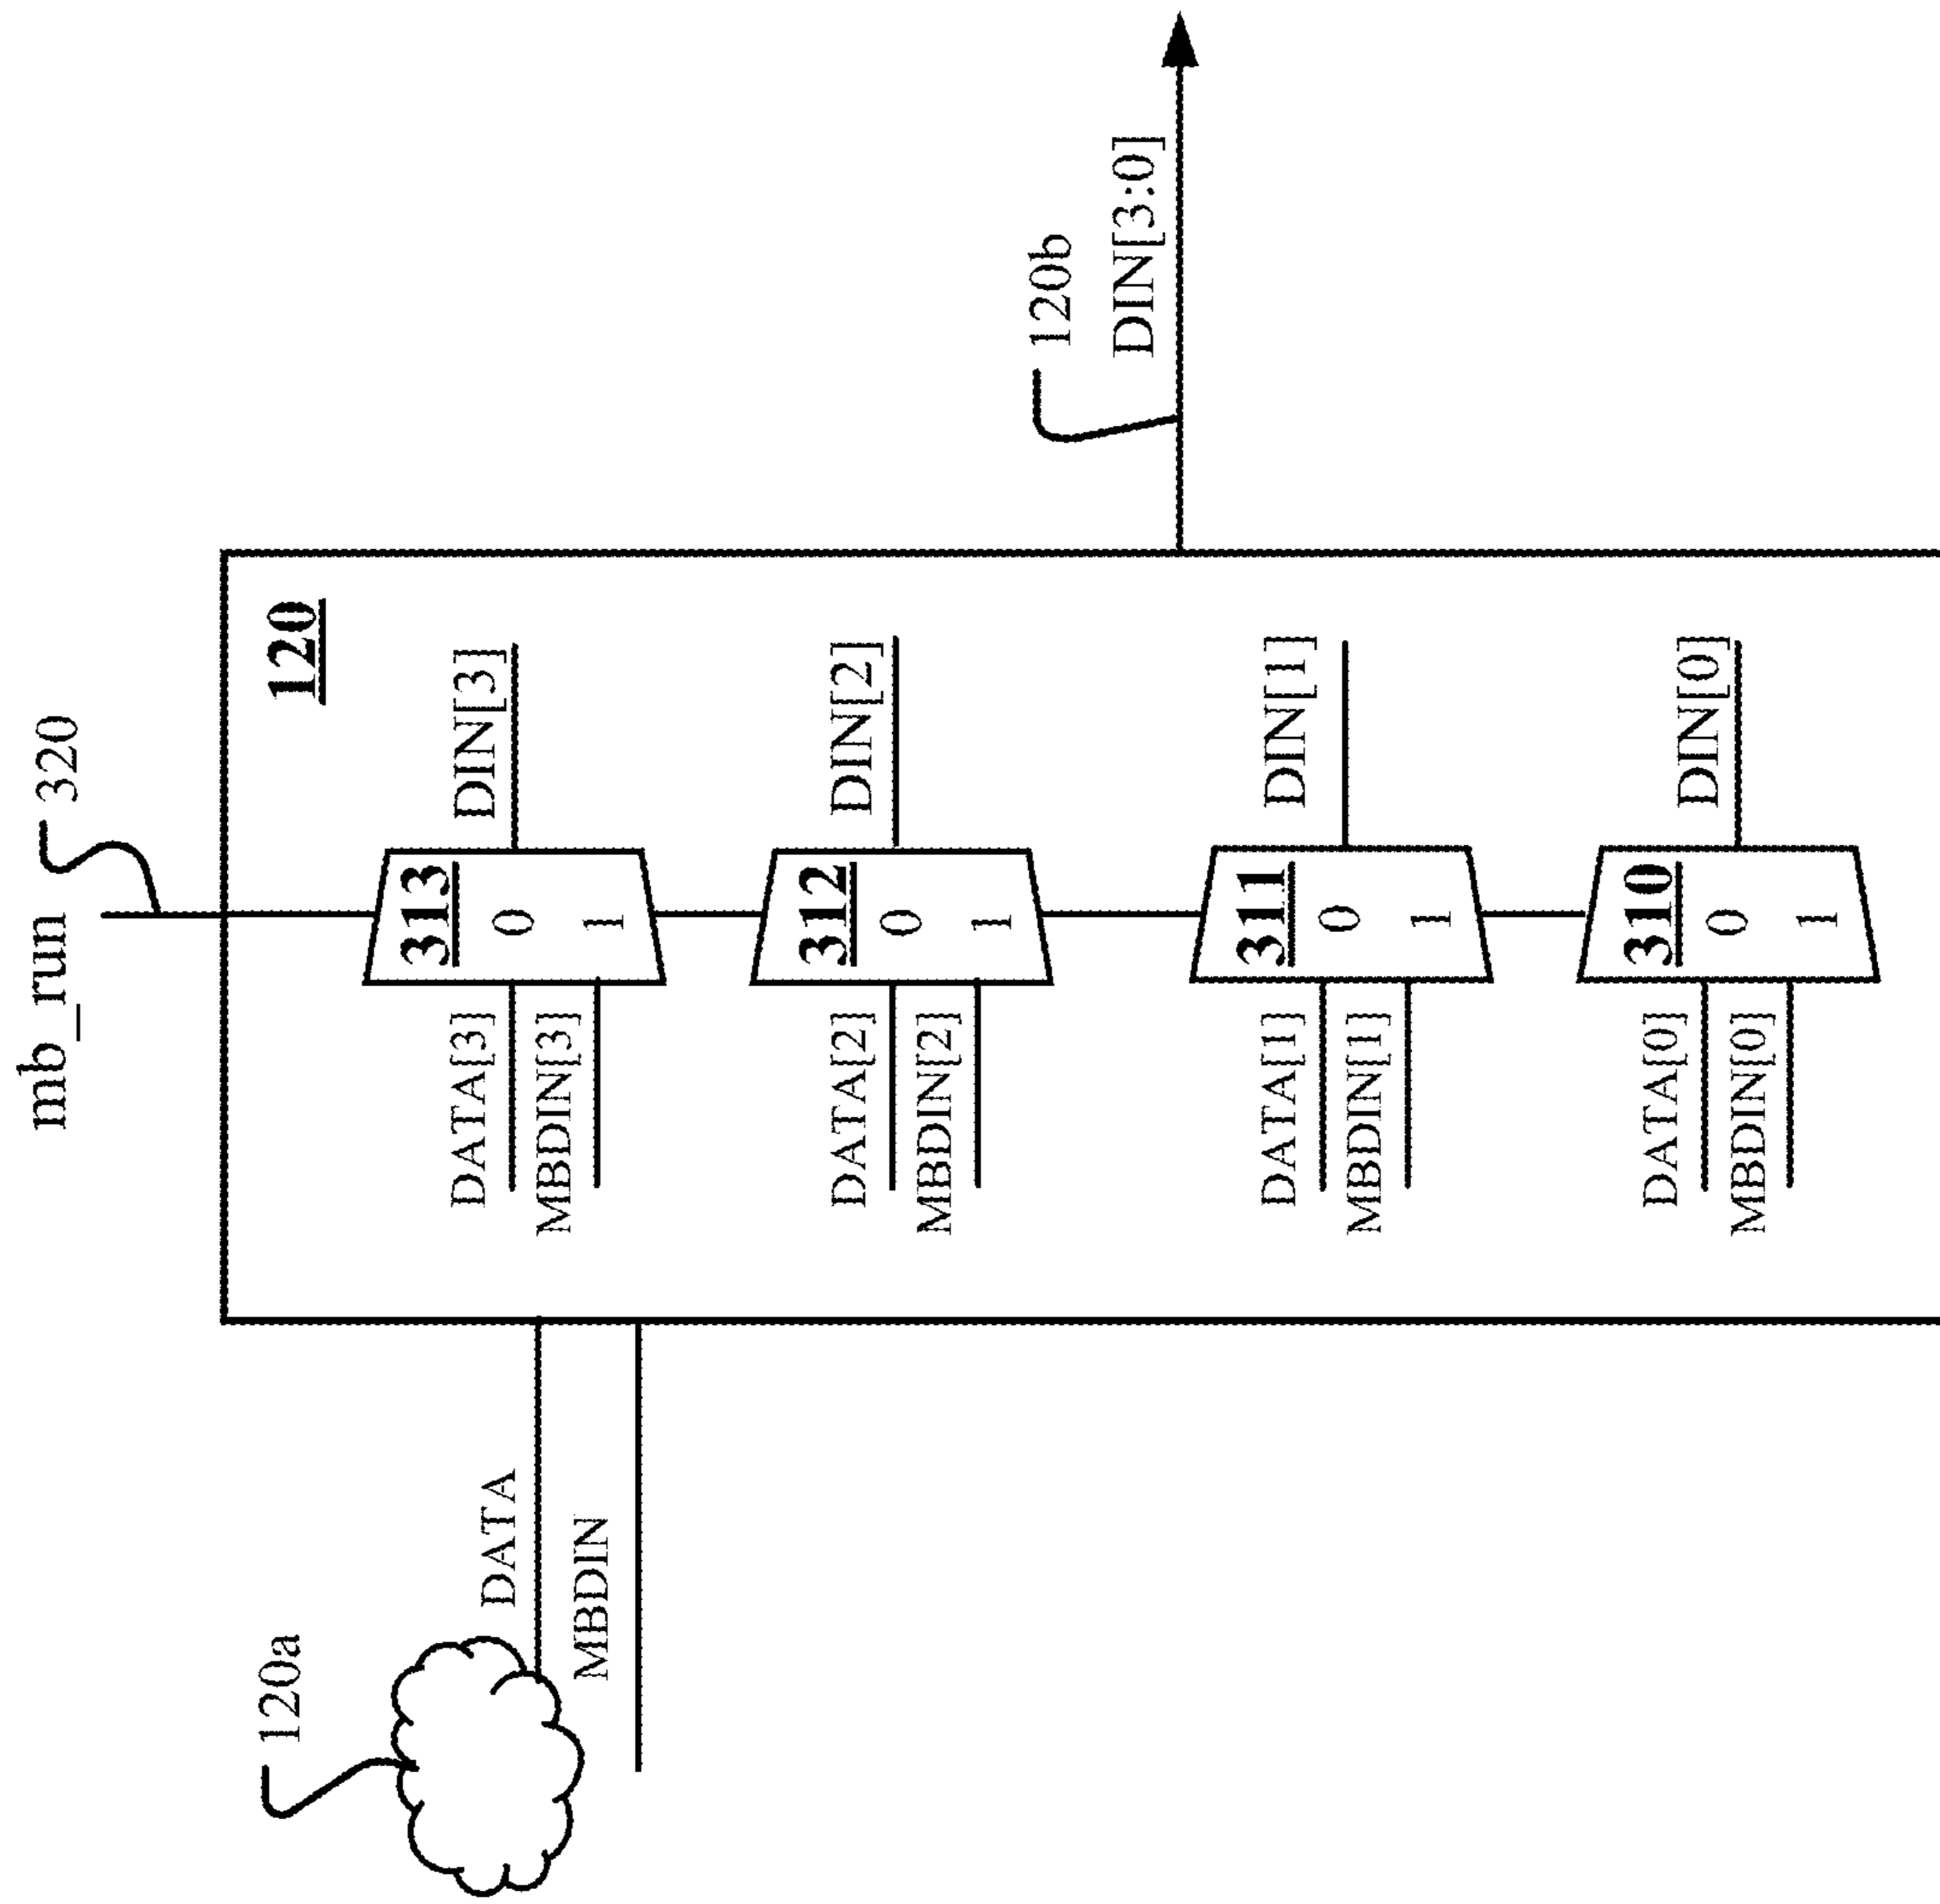 mb_run
320
120
120a
DATA
MBDIN
DATA[3]
MBDIN[3]
313
0
1
DIN[3]
DATA[2]
MBDIN[2]
312
0
1
DIN[2]
DATA[1]
MBDIN[1]
311
0
1
DIN[1]
DATA[0]
MBDIN[0]
310
0
1
DIN[0]
120b
DIN[3:0]